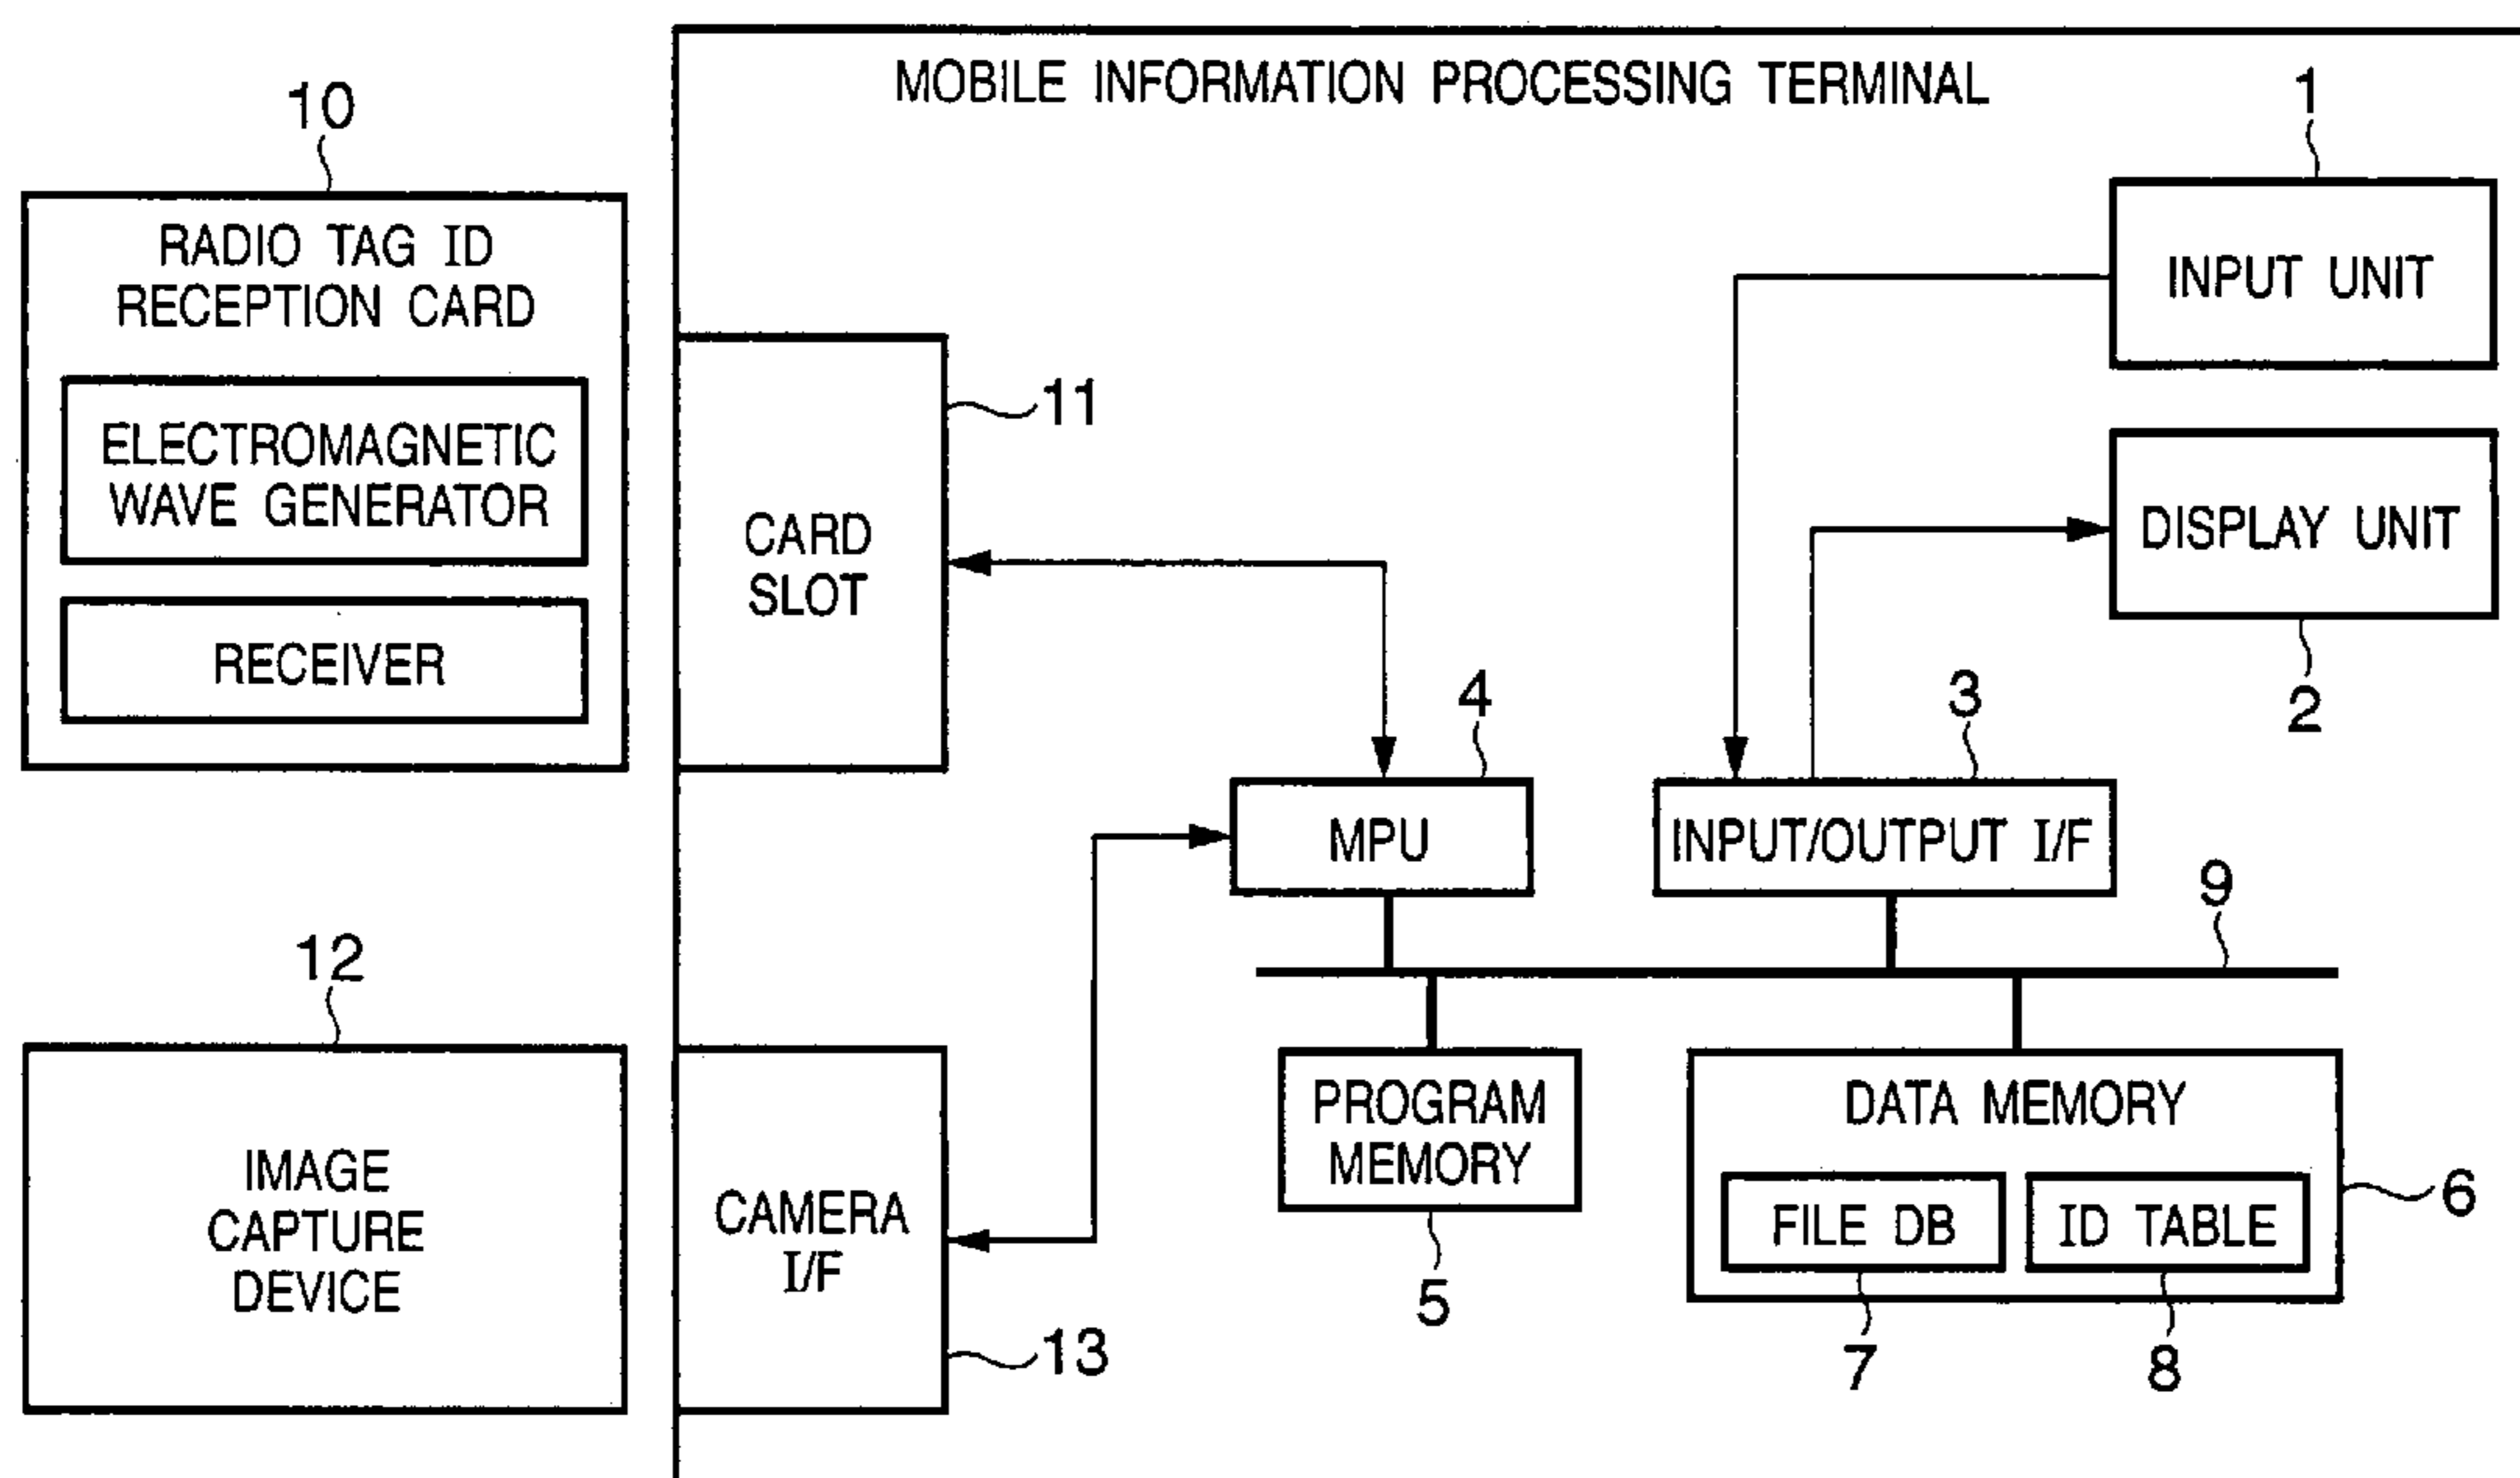 MOBILE INFORMATION PROCESSING TERMINAL
10
RADIO TAG ID
RECEPTION CARD
ELECTROMAGNETIC
WAVE GENERATOR
RECEIVER
11
CARD
SLOT
1
INPUT UNIT
DISPLAY UNIT
2
4
MPU
3
INPUT/OUTPUT I/F
9
12
IMAGE
CAPTURE
DEVICE
CAMERA
I/F
13
PROGRAM
MEMORY
5
DATA MEMORY
FILE DB
ID TABLE
6
7
8